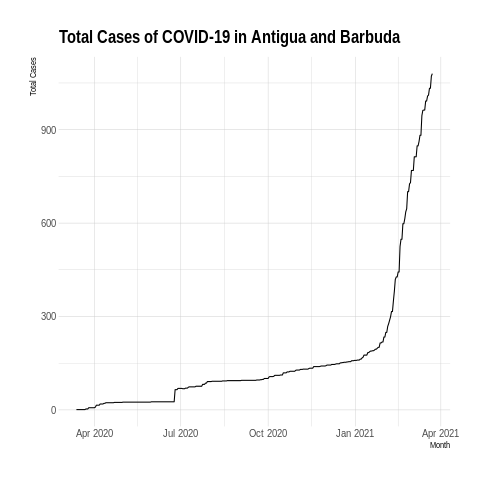 Total Cases of COVID-19 in Antigua and Barbuda
Total Cases
900
600
300
0
Apr 2020
Jul 2020
Oct 2020
Jan 2021
Apr 2021
Month